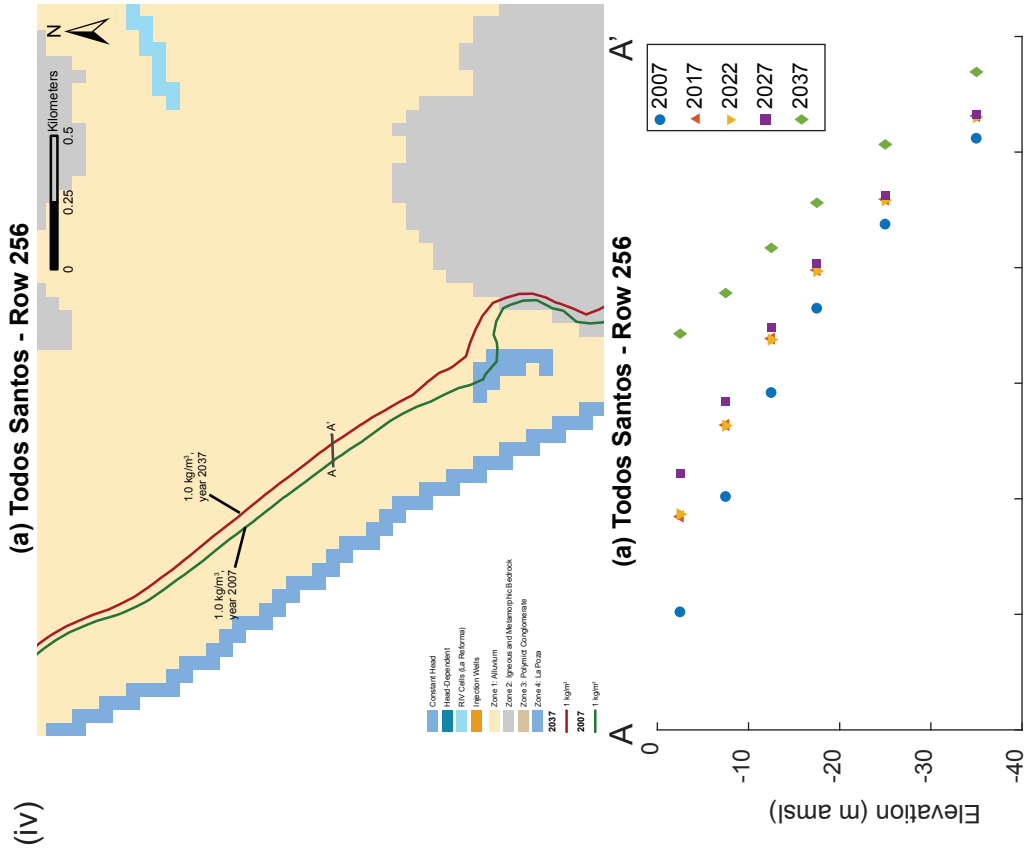 (iv)
(a) Todos Santos - Row 256
N
Kilometers
0 0.25 0.5
1.0 kg/m³,
year 2037
1.0 kg/m³,
year 2007
A A'
Constant Head
Head-Dependent
RIV Cells (La Reforma)
Injection Wells
Zone 1: Alluvium
Zone 2: Igneous and Metamorphic Bedrock
Zone 3: Polymict Conglomerate
Zone 4: La Poza
2037
1 kg/m³
2007
1 kg/m³
(a) Todos Santos - Row 256
A A'
2007
2017
2022
2027
2037
0
-10
-20
-30
-40
Elevation (m amsl)